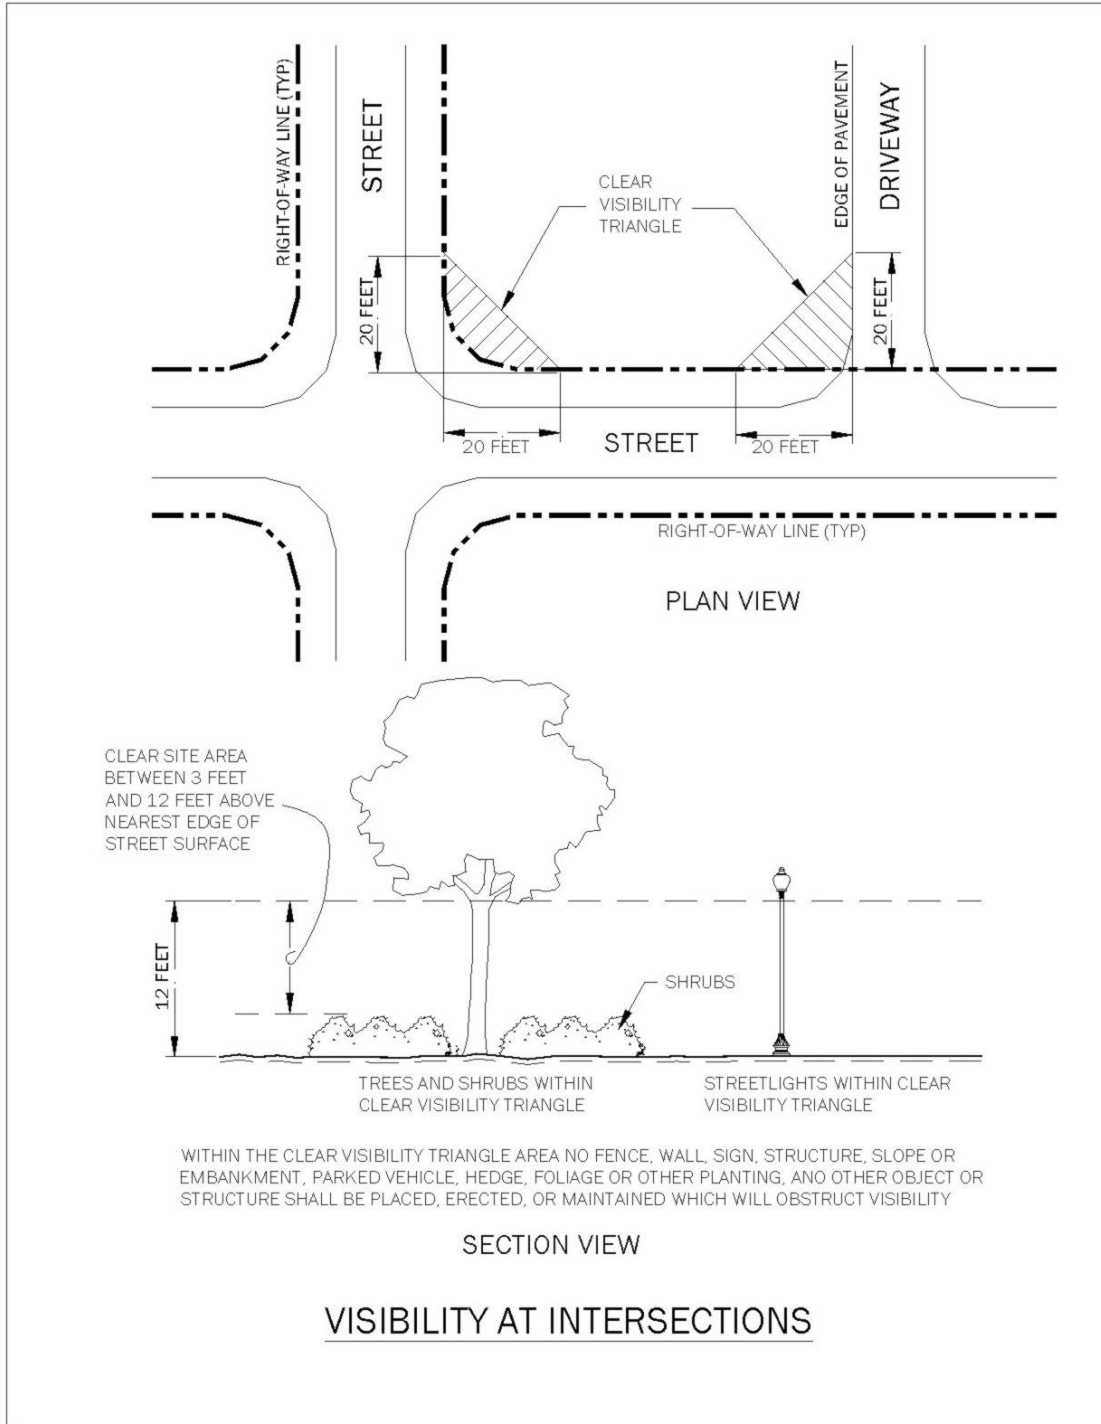 RIGHT-OF-WAY LINE (TYP)
STREET
EDGE OF PAVEMENT
DRIVEWAY
CLEAR
VISIBILITY
TRIANGLE
20 FEET
20 FEET
20 FEET
STREET
20 FEET
RIGHT-OF-WAY LINE (TYP)
PLAN VIEW
CLEAR SITE AREA
BETWEEN 3 FEET
AND 12 FEET ABOVE
NEAREST EDGE OF
STREET SURFACE
12 FEET
SHRUBS
TREES AND SHRUBS WITHIN
CLEAR VISIBILITY TRIANGLE
STREETLIGHTS WITHIN CLEAR
VISIBILITY TRIANGLE
WITHIN THE CLEAR VISIBILITY TRIANGLE AREA NO FENCE, WALL, SIGN, STRUCTURE, SLOPE OR
EMBANKMENT, PARKED VEHICLE, HEDGE, FOLIAGE OR OTHER PLANTING, ANO OTHER OBJECT OR
STRUCTURE SHALL BE PLACED, ERECTED, OR MAINTAINED WHICH WILL OBSTRUCT VISIBILITY
SECTION VIEW
VISIBILITY AT INTERSECTIONS